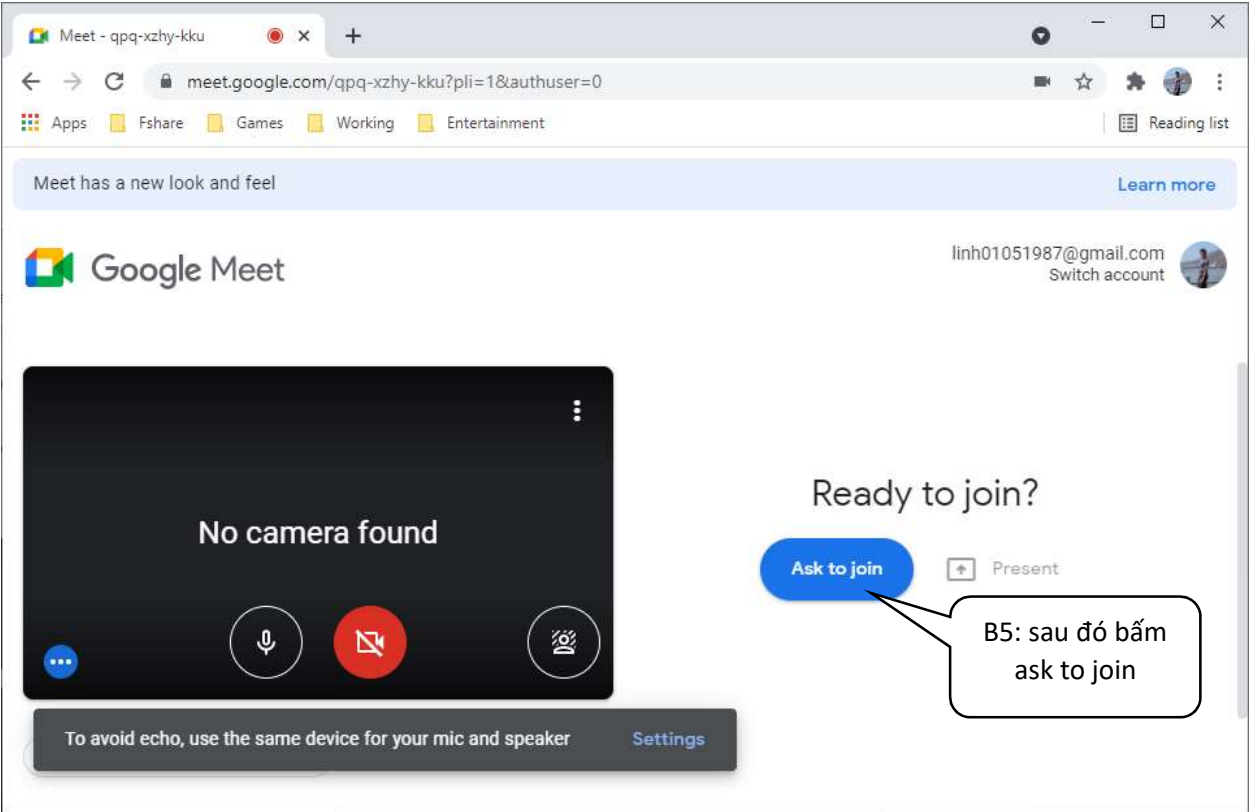 Meet - qpq-xzhy-kku
meet.google.com/qpq-xzhy-kku?pli=1&authuser=0
Apps Fshare Games Working Entertainment Reading list
Meet has a new look and feel Learn more
Google Meet
linh01051987@gmail.com
Switch account
No camera found
Ready to join?
Ask to join Present
B5: sau đó bấm
ask to join
To avoid echo, use the same device for your mic and speaker Settings